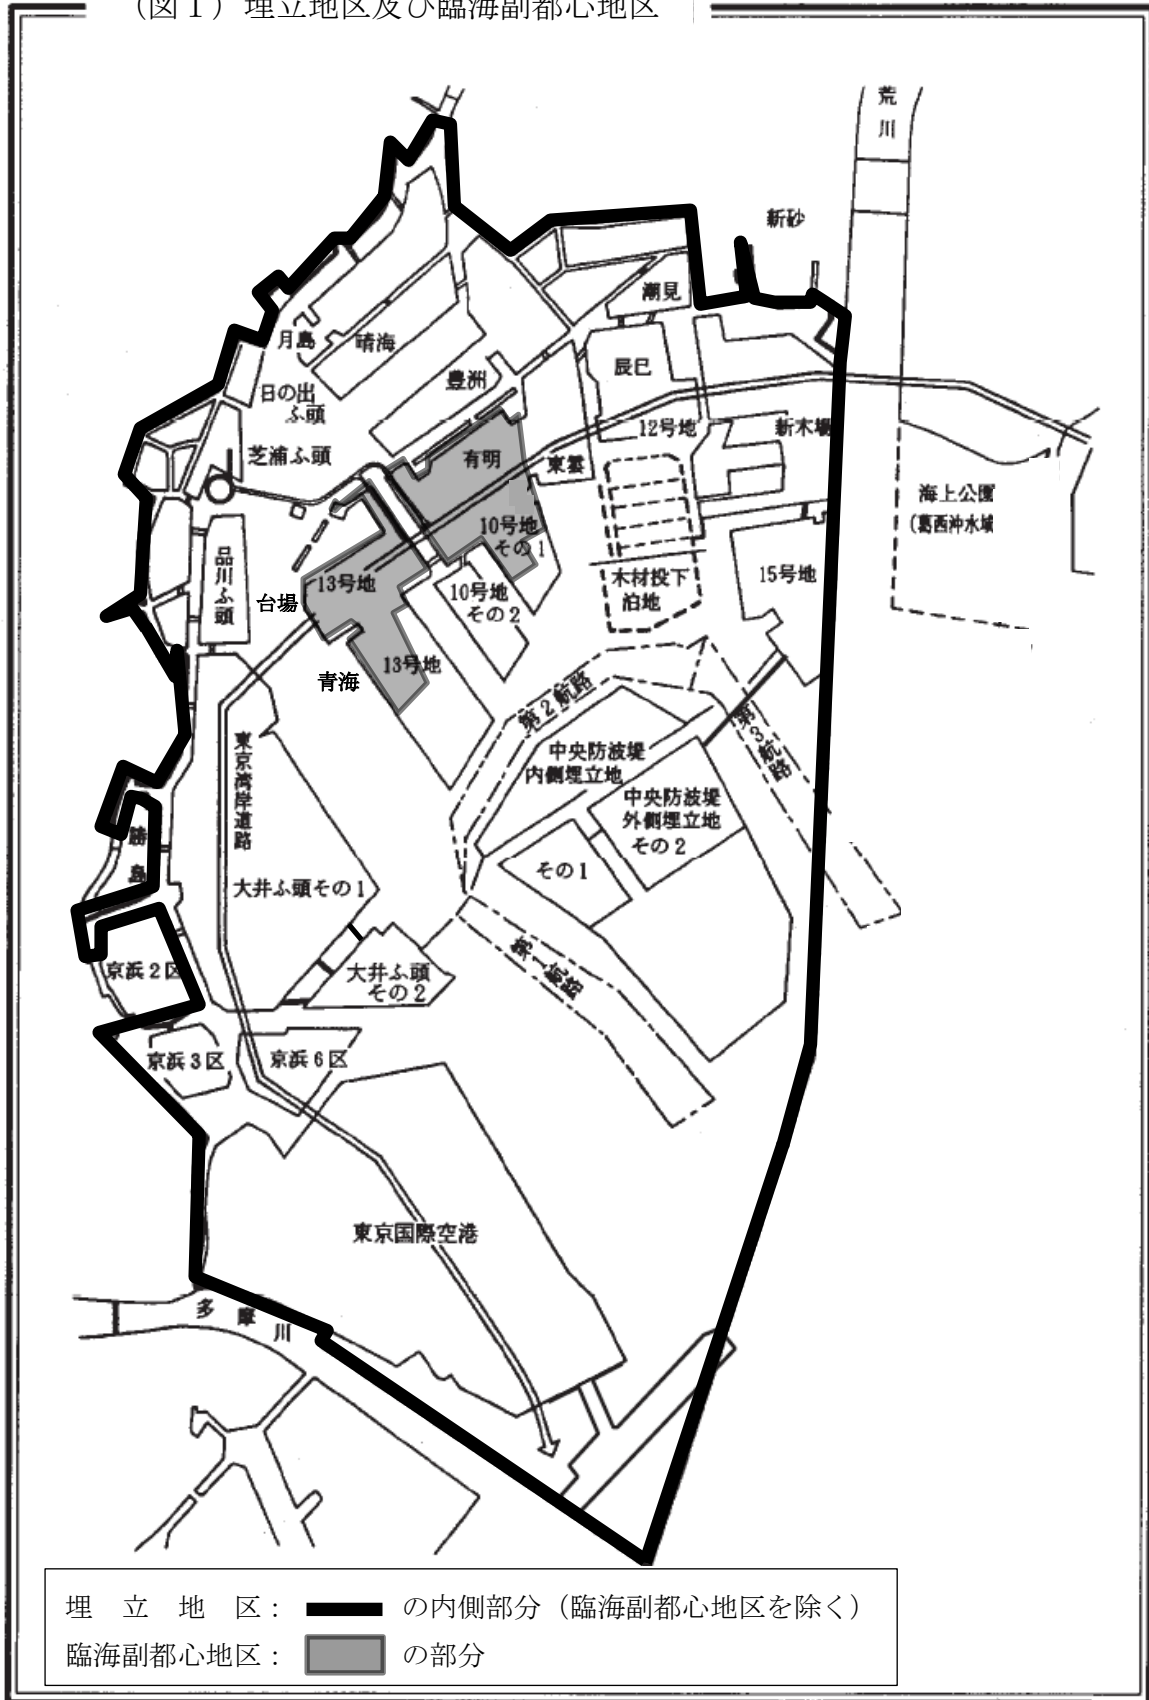 （図１）埋立地区及び臨海副都心地区
荒
川
新砂
潮見
月島
晴海
豊洲
辰巳
日の出
ふ頭
12号地
新木場
芝浦ふ頭
有明
東雲
海上公園
（葛西沖水域
10号地
その１
品
川
ふ
頭
13号地
木材投下
泊地
15号地
台場
10号地
その２
13号地
青海
第２航路
第３航路
東
京
湾
岸
道
路
中央防波堤
内側埋立地
中央防波堤
外側埋立地
その２
勝
島
その１
大井ふ頭その１
第１航路
京浜２区
大井ふ頭
その２
京浜３区
京浜６区
東京国際空港
多
摩
川
埋　立　地　区：　の内側部分（臨海副都心地区を除く）
臨海副都心地区：　の部分